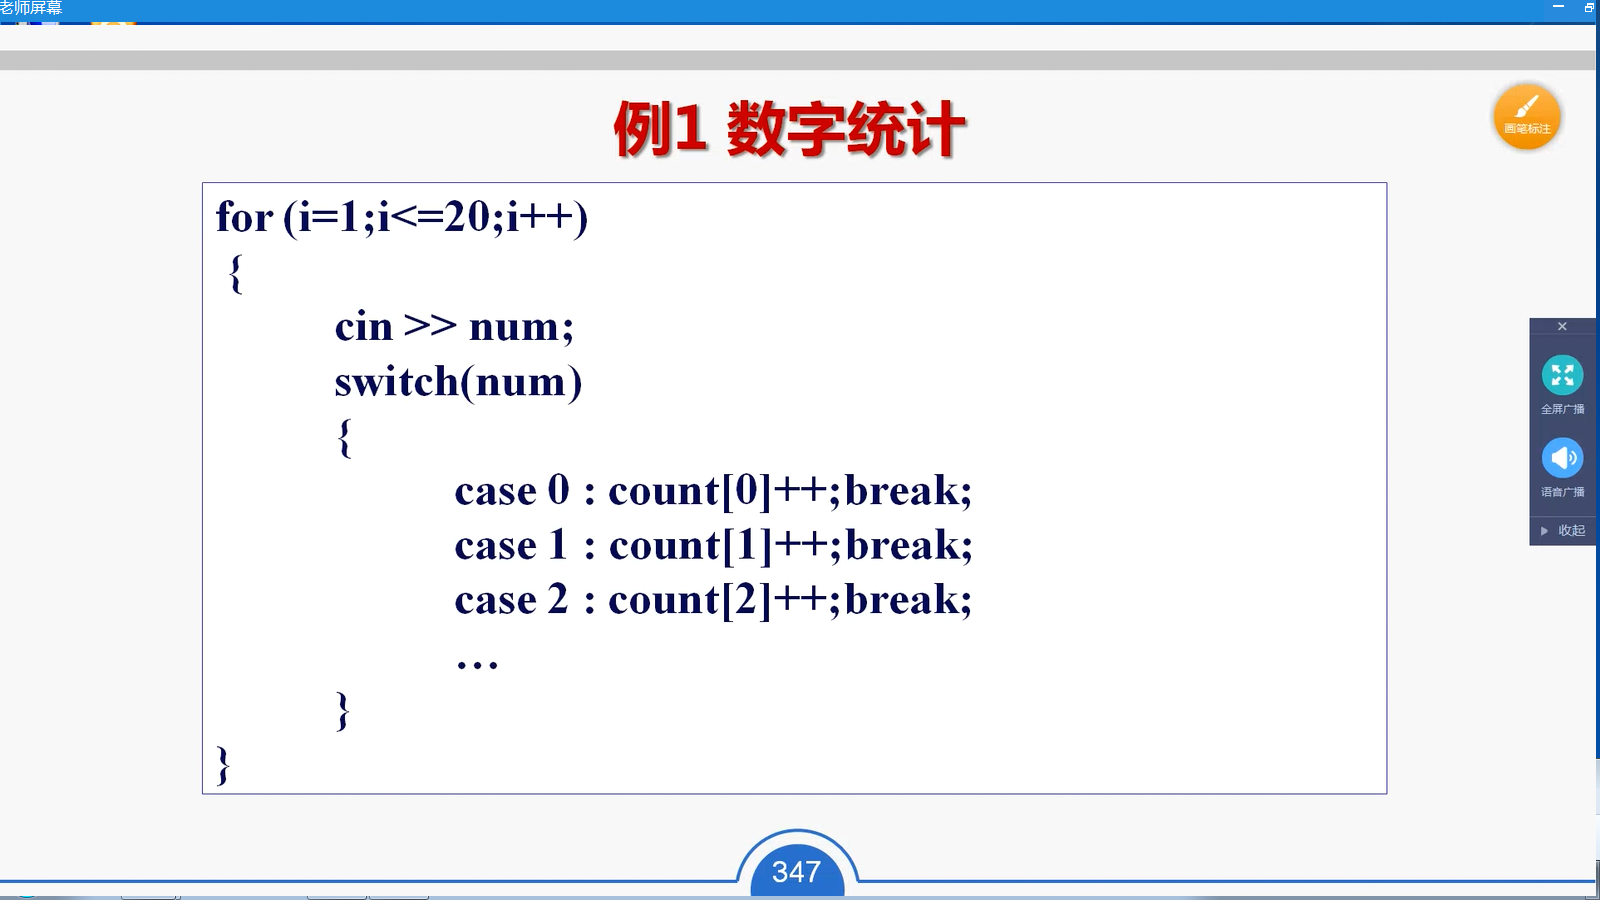 老师屏幕
例1 数字统计
画笔标注
for (i=1;i<=20;i++)
{
cin >> num;
switch(num)
{
case 0 : count[0]++;break;
case 1 : count[1]++;break;
case 2 : count[2]++;break;
…
}
}
全屏广播
语音广播
收起
347